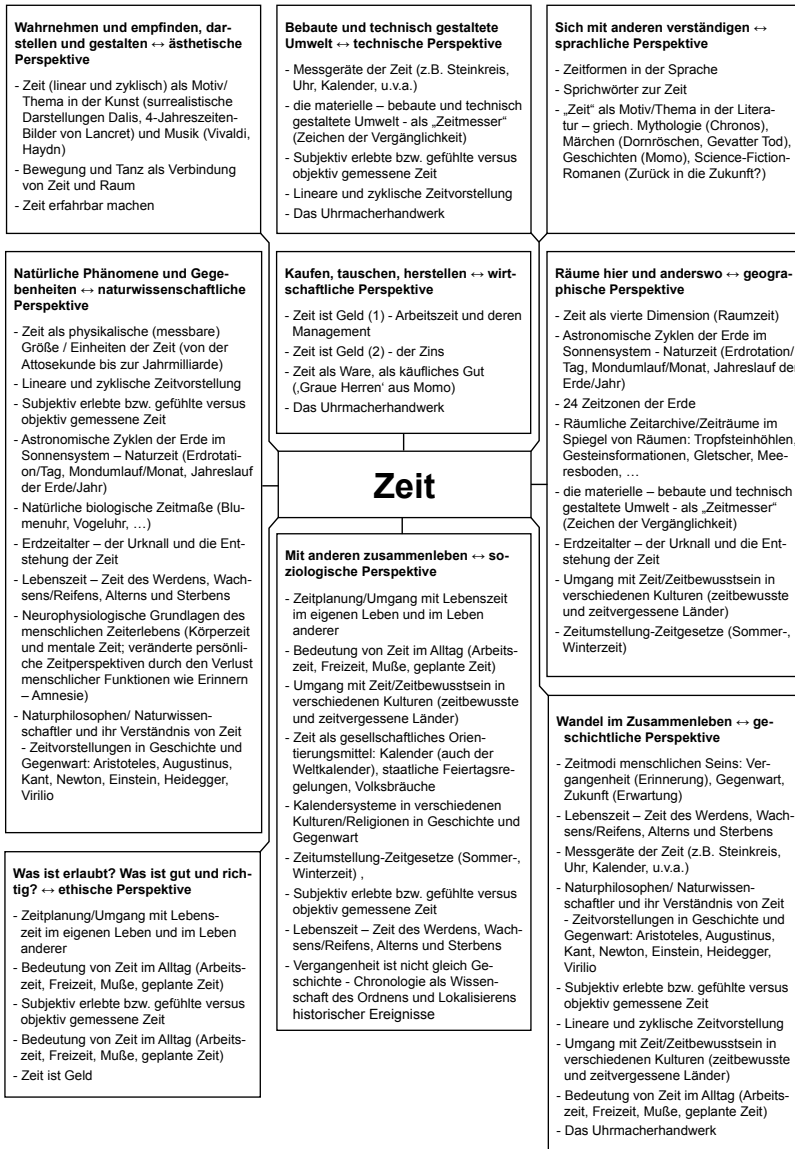 Wahrnehmen und empfinden, dar-
stellen und gestalten ↔ ästhetische
Perspektive
- Zeit (linear und zyklisch) als Motiv/
Thema in der Kunst (surrealistische
Darstellungen Dalis, 4-Jahreszeiten-
Bilder von Lancret) und Musik (Vivaldi,
Haydn)
- Bewegung und Tanz als Verbindung
von Zeit und Raum
- Zeit erfahrbar machen
Bebaute und technisch gestaltete
Umwelt ↔ technische Perspektive
- Messgeräte der Zeit (z.B. Steinkreis,
Uhr, Kalender, u.v.a.)
- die materielle – bebaute und technisch
gestaltete Umwelt - als „Zeitmesser“
(Zeichen der Vergänglichkeit)
- Subjektiv erlebte bzw. gefühlte versus
objektiv gemessene Zeit
- Lineare und zyklische Zeitvorstellung
- Das Uhrmacherhandwerk
Sich mit anderen verständigen ↔
sprachliche Perspektive
- Zeitformen in der Sprache
- Sprichwörter zur Zeit
- „Zeit“ als Motiv/Thema in der Litera-
tur – griech. Mythologie (Chronos),
Märchen (Dornröschen, Gevatter Tod),
Geschichten (Momo), Science-Fiction-
Romanen (Zurück in die Zukunft?)
Natürliche Phänomene und Gege-
benheiten ↔ naturwissenschaftliche
Perspektive
- Zeit als physikalische (messbare)
Größe / Einheiten der Zeit (von der
Attosekunde bis zur Jahrmilliarde)
- Lineare und zyklische Zeitvorstellung
- Subjektiv erlebte bzw. gefühlte versus
objektiv gemessene Zeit
- Astronomische Zyklen der Erde im
Sonnensystem – Naturzeit (Erdrotati-
on/Tag, Mondumlauf/Monat, Jahreslauf
der Erde/Jahr)
- Natürliche biologische Zeitmaße (Blu-
menuhr, Vogeluhr, …)
- Erdzeitalter – der Urknall und die Ent-
stehung der Zeit
- Lebenszeit – Zeit des Werdens, Wach-
sens/Reifens, Alterns und Sterbens
- Neurophysiologische Grundlagen des
menschlichen Zeiterlebens (Körperzeit
und mentale Zeit; veränderte persönli-
che Zeitperspektiven durch den Verlust
menschlicher Funktionen wie Erinnern
– Amnesie)
- Naturphilosophen/ Naturwissen-
schaftler und ihr Verständnis von Zeit
- Zeitvorstellungen in Geschichte und
Gegenwart: Aristoteles, Augustinus,
Kant, Newton, Einstein, Heidegger,
Virilio
Kaufen, tauschen, herstellen ↔ wirt-
schaftliche Perspektive
- Zeit ist Geld (1) - Arbeitszeit und deren
Management
- Zeit ist Geld (2) - der Zins
- Zeit als Ware, als käufliches Gut
(‚Graue Herren‘ aus Momo)
- Das Uhrmacherhandwerk
Räume hier und anderswo ↔ geogra-
phische Perspektive
- Zeit als vierte Dimension (Raumzeit)
- Astronomische Zyklen der Erde im
Sonnensystem - Naturzeit (Erdrotation/
Tag, Mondumlauf/Monat, Jahreslauf der
Erde/Jahr)
- 24 Zeitzonen der Erde
- Räumliche Zeitarchive/Zeiträume im
Spiegel von Räumen: Tropfsteinhöhlen,
Gesteinsformationen, Gletscher, Mee-
resboden, …
- die materielle – bebaute und technisch
gestaltete Umwelt - als „Zeitmesser“
(Zeichen der Vergänglichkeit)
- Erdzeitalter – der Urknall und die Ent-
stehung der Zeit
- Umgang mit Zeit/Zeitbewusstsein in
verschiedenen Kulturen (zeitbewusste
und zeitvergessene Länder)
- Zeitumstellung-Zeitgesetze (Sommer-,
Winterzeit)
Zeit
Mit anderen zusammenleben ↔ so-
ziologische Perspektive
- Zeitplanung/Umgang mit Lebenszeit
im eigenen Leben und im Leben
anderer
- Bedeutung von Zeit im Alltag (Arbeits-
zeit, Freizeit, Muße, geplante Zeit)
- Umgang mit Zeit/Zeitbewusstsein in
verschiedenen Kulturen (zeitbewusste
und zeitvergessene Länder)
- Zeit als gesellschaftliches Orien-
tierungsmittel: Kalender (auch der
Weltkalender), staatliche Feiertagsre-
gelungen, Volksbräuche
- Kalendersysteme in verschiedenen
Kulturen/Religionen in Geschichte und
Gegenwart
- Zeitumstellung-Zeitgesetze (Sommer-,
Winterzeit) ,
- Subjektiv erlebte bzw. gefühlte versus
objektiv gemessene Zeit
- Lebenszeit – Zeit des Werdens, Wach-
sens/Reifens, Alterns und Sterbens
- Vergangenheit ist nicht gleich Ge-
schichte - Chronologie als Wissen-
schaft des Ordnens und Lokalisierens
historischer Ereignisse
Was ist erlaubt? Was ist gut und rich-
tig? ↔ ethische Perspektive
- Zeitplanung/Umgang mit Lebens-
zeit im eigenen Leben und im Leben
anderer
- Bedeutung von Zeit im Alltag (Arbeits-
zeit, Freizeit, Muße, geplante Zeit)
- Subjektiv erlebte bzw. gefühlte versus
objektiv gemessene Zeit
- Bedeutung von Zeit im Alltag (Arbeits-
zeit, Freizeit, Muße, geplante Zeit)
- Zeit ist Geld
Wandel im Zusammenleben ↔ ge-
schichtliche Perspektive
- Zeitmodi menschlichen Seins: Ver-
gangenheit (Erinnerung), Gegenwart,
Zukunft (Erwartung)
- Lebenszeit – Zeit des Werdens, Wach-
sens/Reifens, Alterns und Sterbens
- Messgeräte der Zeit (z.B. Steinkreis,
Uhr, Kalender, u.v.a.)
- Naturphilosophen/ Naturwissen-
schaftler und ihr Verständnis von Zeit
- Zeitvorstellungen in Geschichte und
Gegenwart: Aristoteles, Augustinus,
Kant, Newton, Einstein, Heidegger,
Virilio
- Subjektiv erlebte bzw. gefühlte versus
objektiv gemessene Zeit
- Lineare und zyklische Zeitvorstellung
- Umgang mit Zeit/Zeitbewusstsein in
verschiedenen Kulturen (zeitbewusste
und zeitvergessene Länder)
- Bedeutung von Zeit im Alltag (Arbeits-
zeit, Freizeit, Muße, geplante Zeit)
- Das Uhrmacherhandwerk